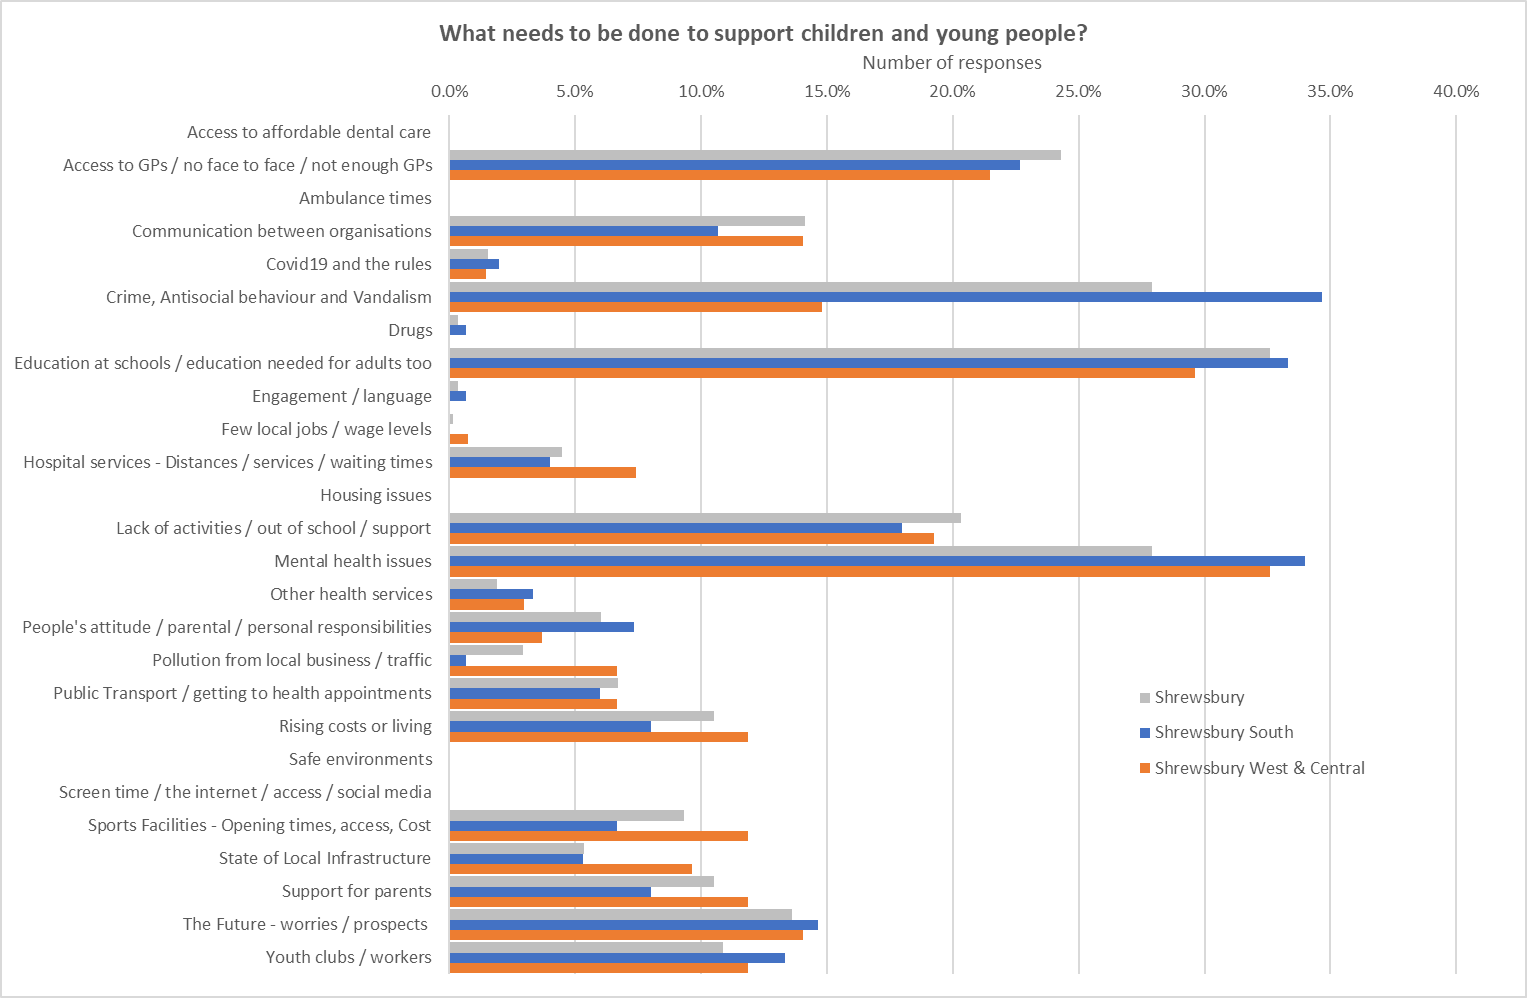 What needs to be done to support children and young people?
Number of responses
0.0% 5.0% 10.0% 15.0% 20.0% 25.0% 30.0% 35.0% 40.0%
Access to affordable dental care
Access to GPs / no face to face / not enough GPs
Ambulance times
Communication between organisations
Covid19 and the rules
Crime, Antisocial behaviour and Vandalism
Drugs
Education at schools / education needed for adults too
Engagement / language
Few local jobs / wage levels
Hospital services - Distances / services / waiting times
Housing issues
Lack of activities / out of school / support
Mental health issues
Other health services
People's attitude / parental / personal responsibilities
Pollution from local business / traffic
Public Transport / getting to health appointments
Rising costs or living
Safe environments
Screen time / the internet / access / social media
Sports Facilities - Opening times, access, Cost
State of Local Infrastructure
Support for parents
The Future - worries / prospects
Youth clubs / workers
Shrewsbury
Shrewsbury South
Shrewsbury West & Central